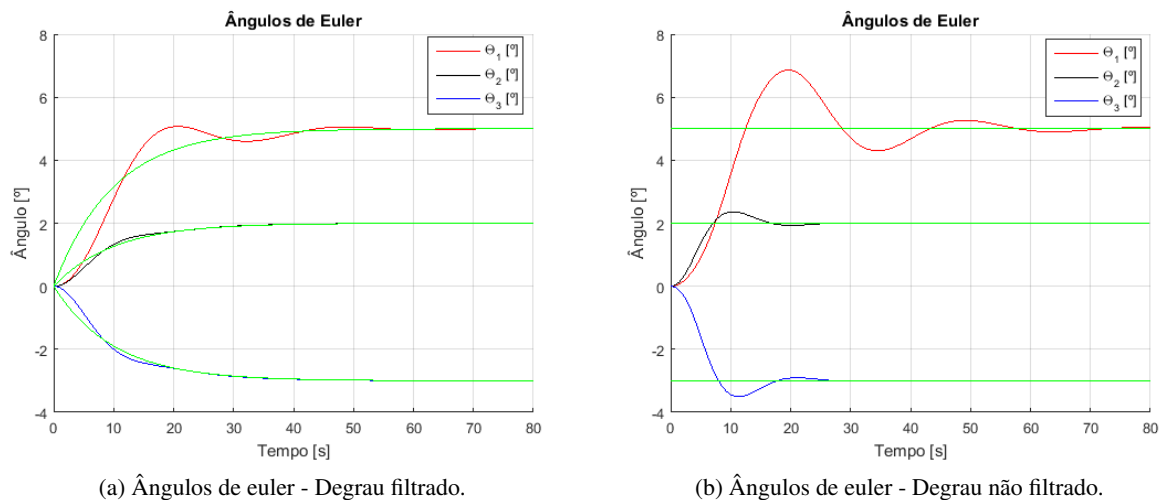 Ângulos de Euler
8
6
4
2
0
-2
-4
Ângulo [º]
0 10 20 30 40 50 60 70 80
Tempo [s]
Θ1 [º]
Θ2 [º]
Θ3 [º]
(a) Ângulos de euler - Degrau filtrado.
Ângulos de Euler
8
6
4
2
0
-2
-4
Ângulo [º]
0 10 20 30 40 50 60 70 80
Tempo [s]
Θ1 [º]
Θ2 [º]
Θ3 [º]
(b) Ângulos de euler - Degrau não filtrado.